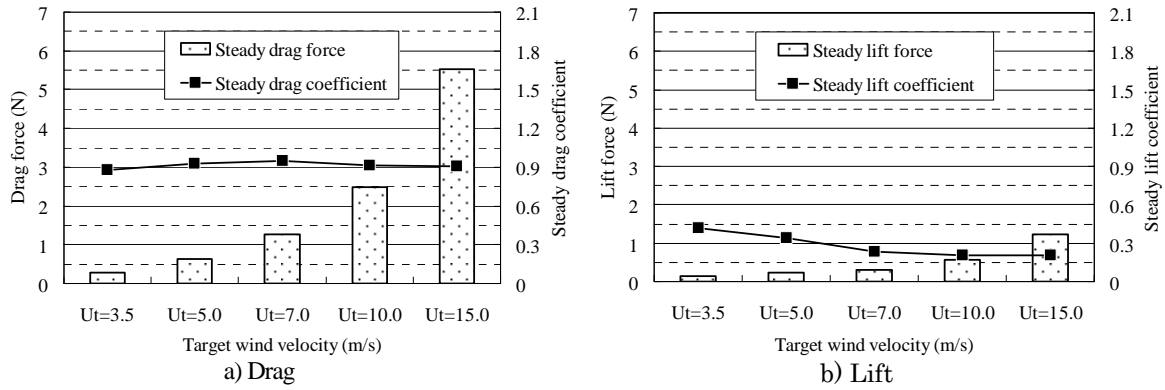 7
6
5
4
3
2
1
0
Drag force (N)
Steady drag force
Steady drag coefficient
2.1
1.8
1.5
1.2
0.9
0.6
0.3
0
Steady drag coefficient
Ut=3.5 Ut=5.0 Ut=7.0 Ut=10.0 Ut=15.0
Target wind velocity (m/s)
a) Drag
7
6
5
4
3
2
1
0
Lift force (N)
Steady lift force
Steady lift coefficient
2.1
1.8
1.5
1.2
0.9
0.6
0.3
0
Steady lift coefficient
Ut=3.5 Ut=5.0 Ut=7.0 Ut=10.0 Ut=15.0
Target wind velocity (m/s)
b) Lift